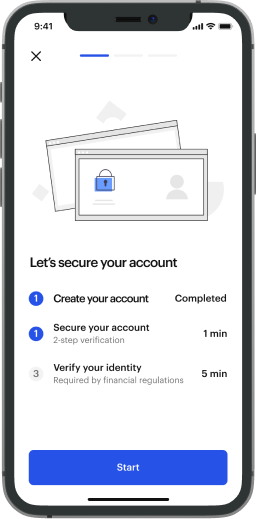 9:41
Let's secure your account
1 Create your account Completed
1 Secure your account 1 min
2-step verification
3 Verify your identity 5 min
Required by financial regulations
Start